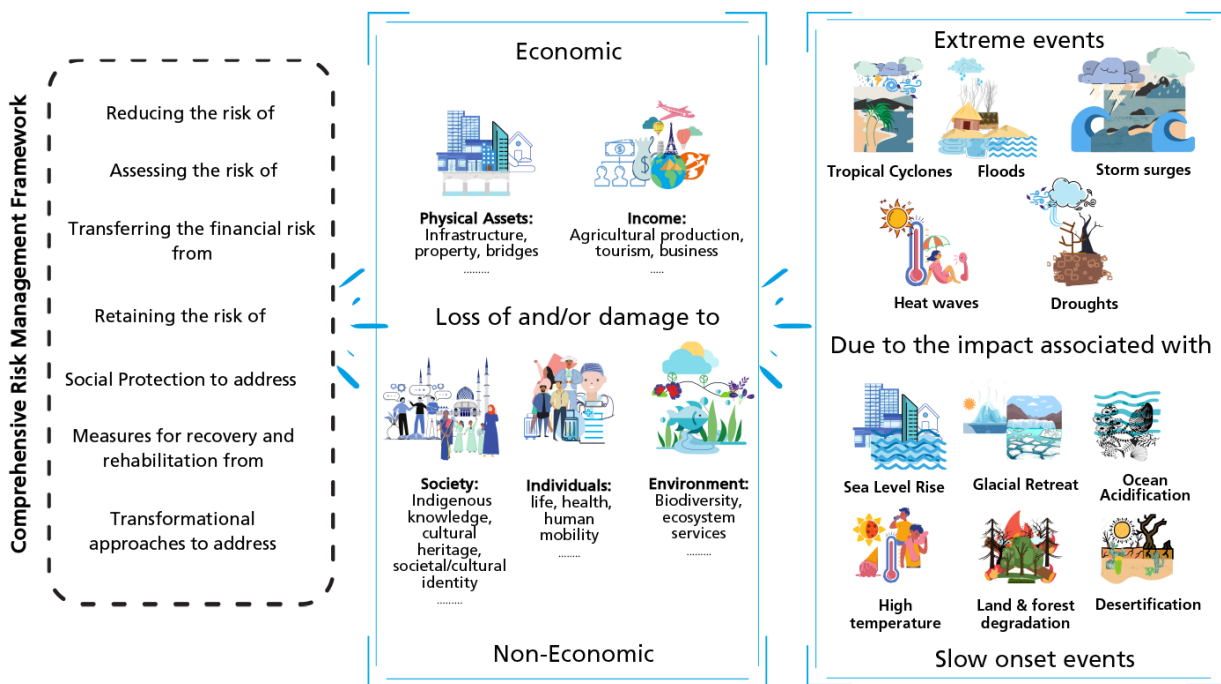 Comprehensive Risk Management Framework
Reducing the risk of
Assessing the risk of
Transferring the financial risk
from
Retaining the risk of
Social Protection to address
Measures for recovery and
rehabilitation from
Transformational
approaches to address
Economic
Physical Assets:
Infrastructure,
property, bridges
..........
Income:
Agricultural production,
tourism, business
.....
Loss of and/or damage to
Society:
Indigenous
knowledge,
cultural
heritage,
societal/cultural
identity
..........
Individuals:
life, health,
human
mobility
.........
Environment:
Biodiversity,
ecosystem
services
..........
Non-Economic
Extreme events
Tropical Cyclones
Floods
Storm surges
Heat waves
Droughts
Due to the impact associated with
Sea Level Rise
Glacial Retreat
Ocean
Acidification
High
temperature
Land & forest
degradation
Desertification
Slow onset events